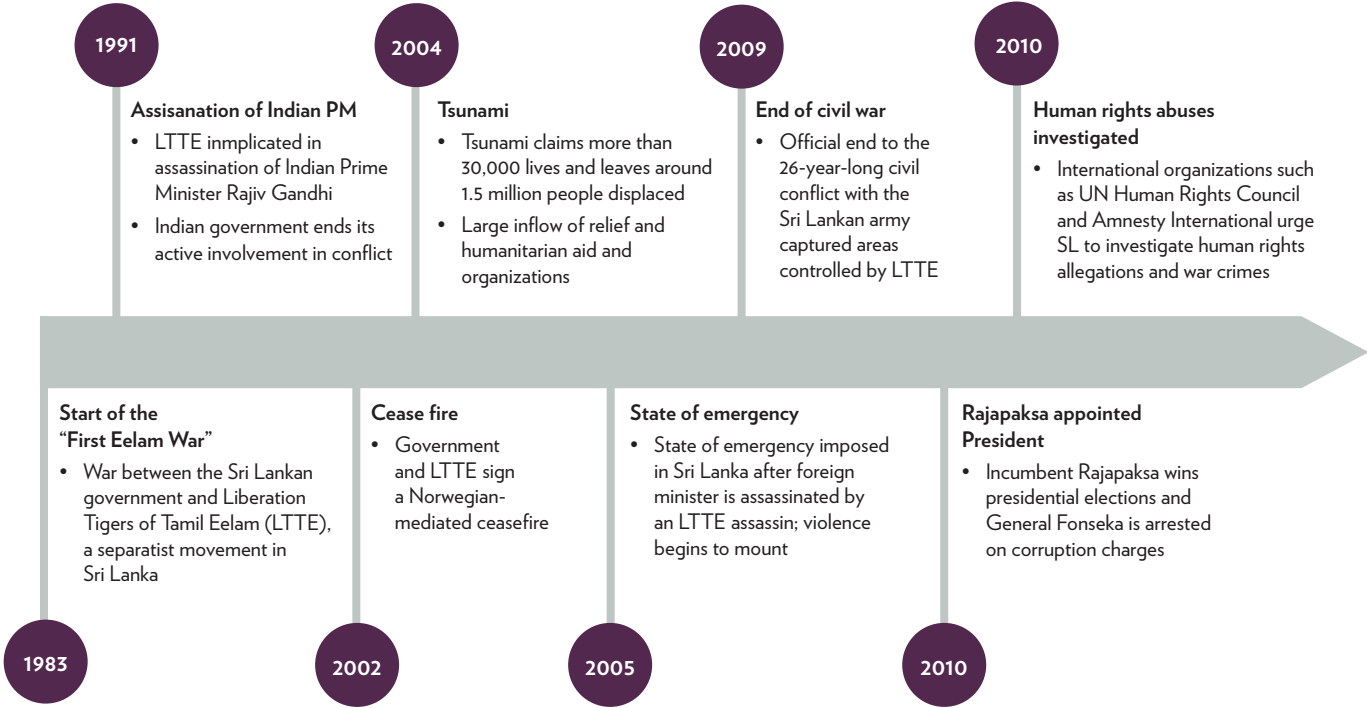 1991
Assisanation of Indian PM
• LTTE inmplicated in
assassination of Indian Prime
Minister Rajiv Gandhi
• Indian government ends its
active involvement in conflict
2004
Tsunami
• Tsunami claims more than
30,000 lives and leaves around
1.5 million people displaced
• Large inflow of relief and
humanitarian aid and
organizations
2009
End of civil war
• Official end to the
26-year-long civil
conflict with the
Sri Lankan army
captured areas
controlled by LTTE
2010
Human rights abuses
investigated
• International organizations such
as UN Human Rights Council
and Amnesty International urge
SL to investigate human rights
allegations and war crimes
Start of the
“First Eelam War”
• War between the Sri Lankan
government and Liberation
Tigers of Tamil Eelam (LTTE),
a separatist movement in
Sri Lanka
1983
Cease fire
• Government
and LTTE sign
a Norwegian-
mediated ceasefire
2002
State of emergency
• State of emergency imposed
in Sri Lanka after foreign
minister is assassinated by
an LTTE assassin; violence
begins to mount
2005
Rajapaksa appointed
President
• Incumbent Rajapaksa wins
presidential elections and
General Fonseka is arrested
on corruption charges
2010